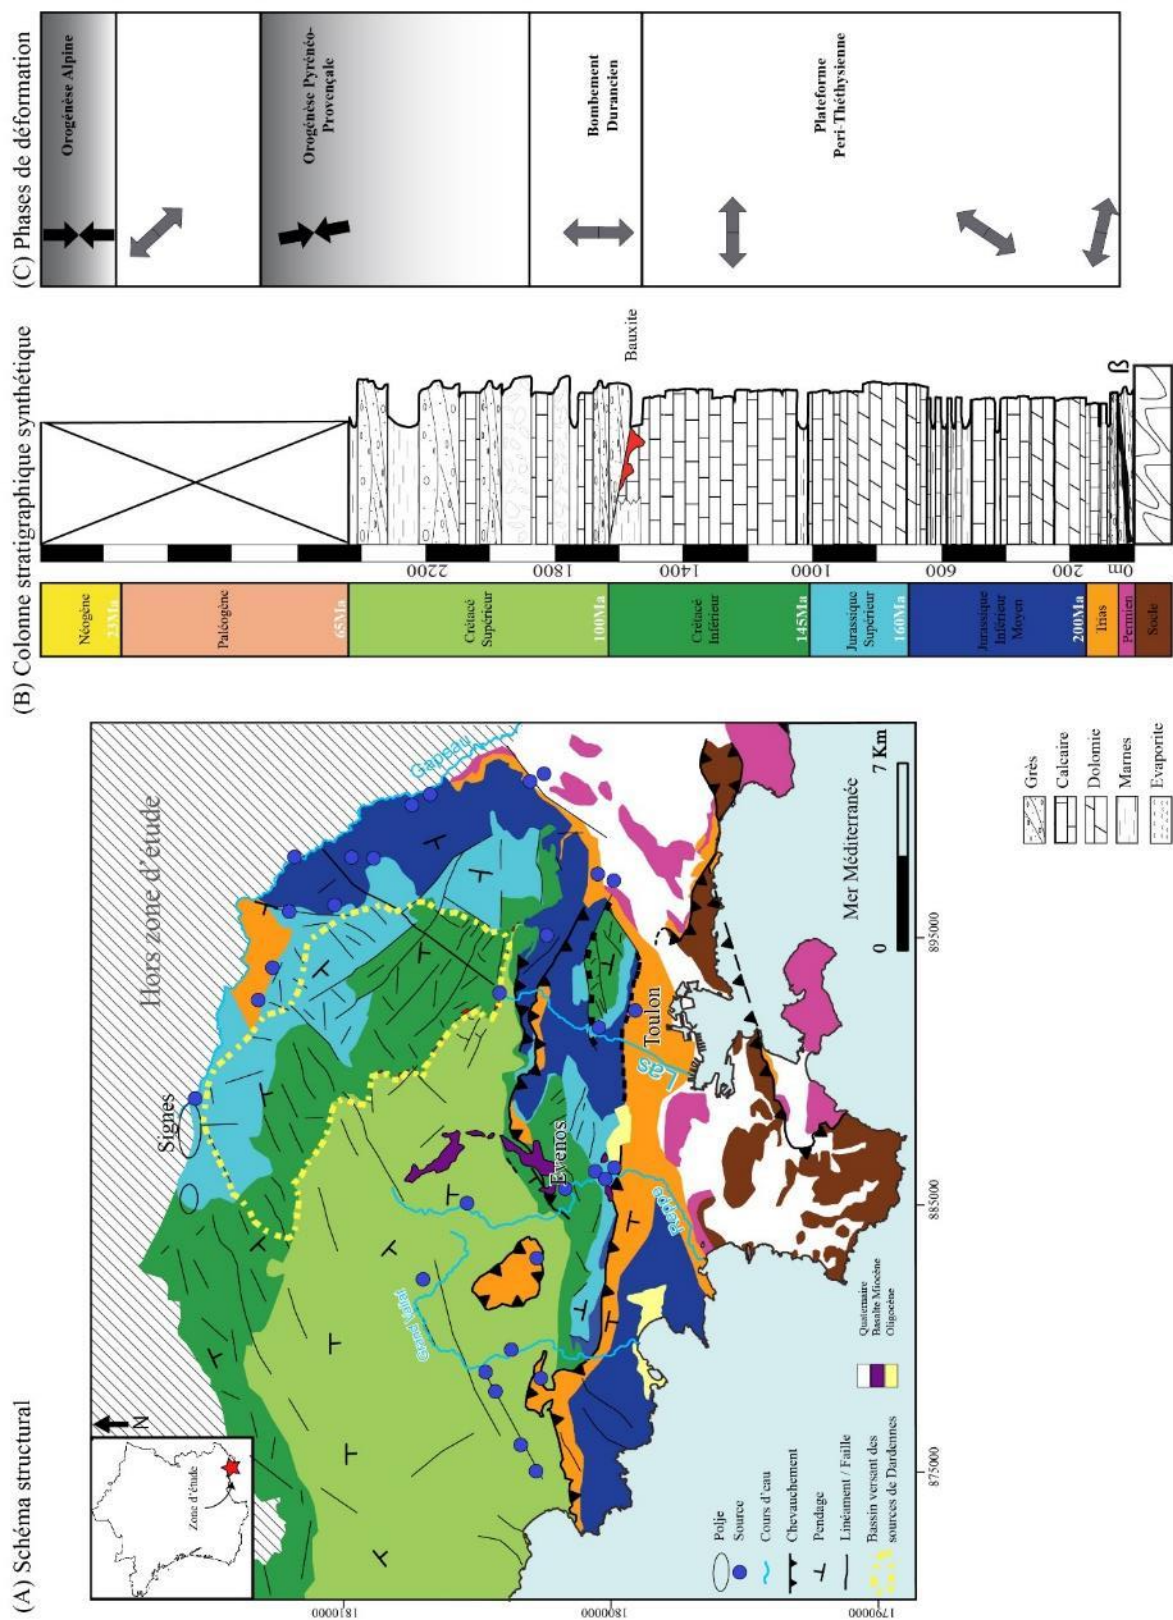 (A) Schéma structural
Zone d'étude
N
Hors zone d'étude
Signes
Gapeau
Grand Vallat
Evenos
Reppe
Las
Toulon
Mer Méditerranée
0
7 Km
1810000
1800000
1790000
875000
885000
895000
Polje
Source
Cours d'eau
Chevauchement
Pendage
Linéament / Faille
Bassin versant des
sources de Dardennes
Quaternaire
Basalte Miocène
Oligocène
(B) Colonne stratigraphique synthétique
Néogène
23Ma
Paléogène
65Ma
Crétacé
Supérieur
100Ma
Crétacé
Inférieur
145Ma
Jurassique
Supérieur
160Ma
Jurassique
Inférieur
Moyen
200Ma
Trias
Permien
Socle
2200
1800
1400
1000
600
200
0m
Bauxite
ß
Grès
Calcaire
Dolomie
Marnes
Evaporite
(C) Phases de déformation
Orogénèse Alpine
Orogénèse Pyrénéo-
Provençale
Bombement
Durancien
Plateforme
Peri-Théthysienne